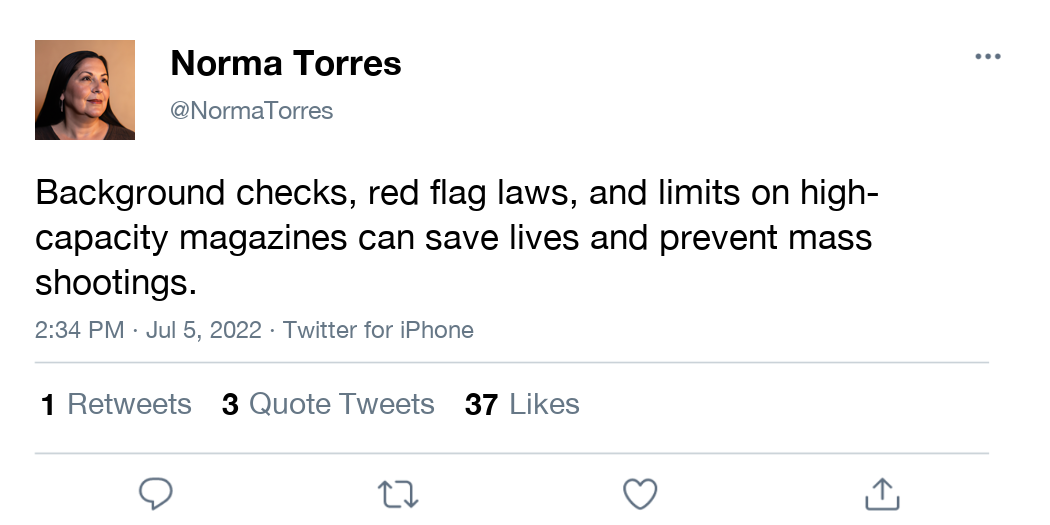 Norma Torres
@NormaTorres
Background checks, red flag laws, and limits on high-
capacity magazines can save lives and prevent mass
shootings.
2:34 PM · Jul 5, 2022 · Twitter for iPhone
1 Retweets 3 Quote Tweets 37 Likes